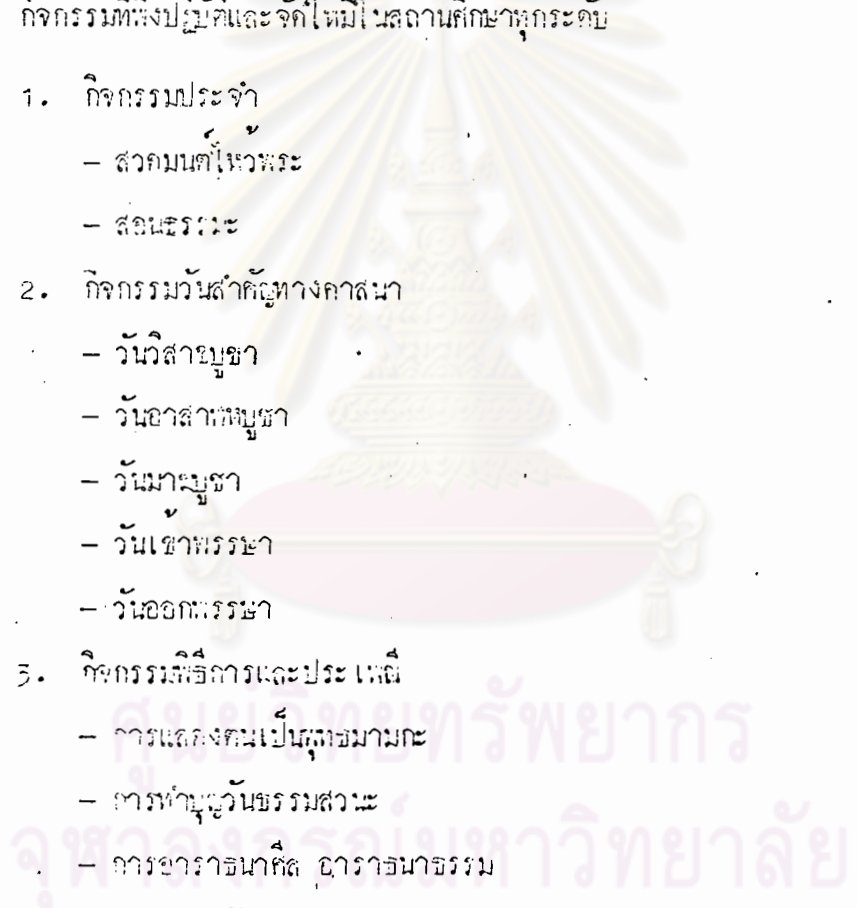 กิจกรรมที่พึงปฏิบัติและจัดให้มีในสถานศึกษาทุกระดับ
1. กิจกรรมประจำ
– สวดมนต์ไหว้พระ
– สอนธรรมะ
2. กิจกรรมวันสำคัญทางศาสนา
– วันวิสาขบูชา
– วันอาสาฬหบูชา
– วันมาฆบูชา
– วันเข้าพรรษา
– วันออกพรรษา
3. กิจกรรมพิธีการและประเพณี
– การแสดงตนเป็นพุทธมามกะ
– การทำบุญวันธรรมสวนะ
– การอาราธนาศีล อาราธนาธรรม
ศูนย์วิทยทรัพยากร
จุฬาลงกรณ์มหาวิทยาลัย